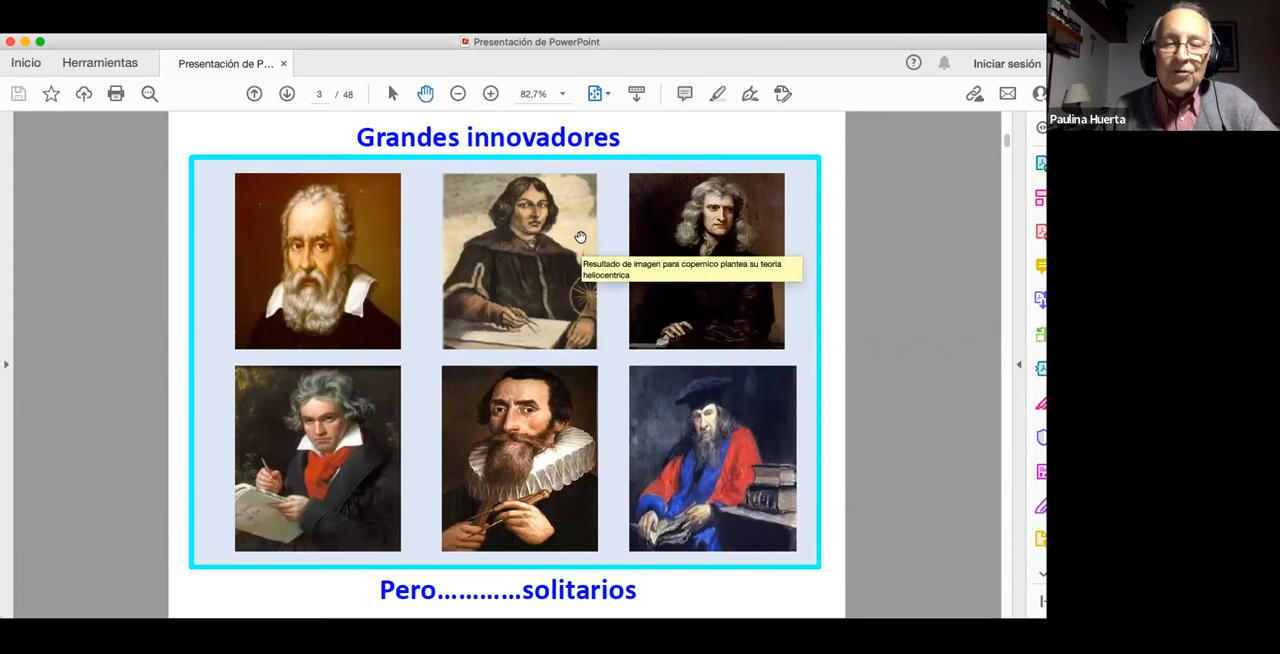 Presentación de PowerPoint
Inicio
Herramientas
Presentación de P... ×
Iniciar sesión
3 / 48
82,7%
Paulina Huerta
Grandes innovadores
Resultado de imagen para copernico plantea su teoria
heliocentrica
Pero............solitarios